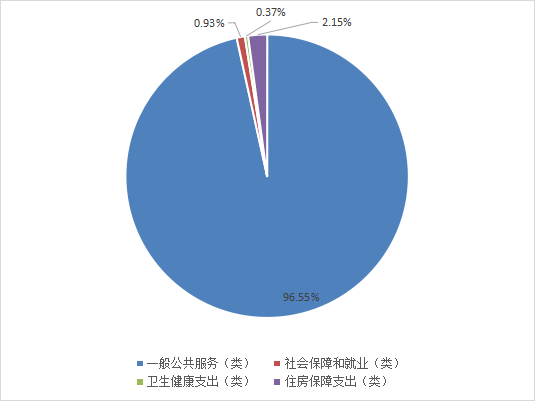 0.37%
0.93%
2.15%
96.55%
一般公共服务（类）
社会保障和就业（类）
卫生健康支出（类）
住房保障支出（类）